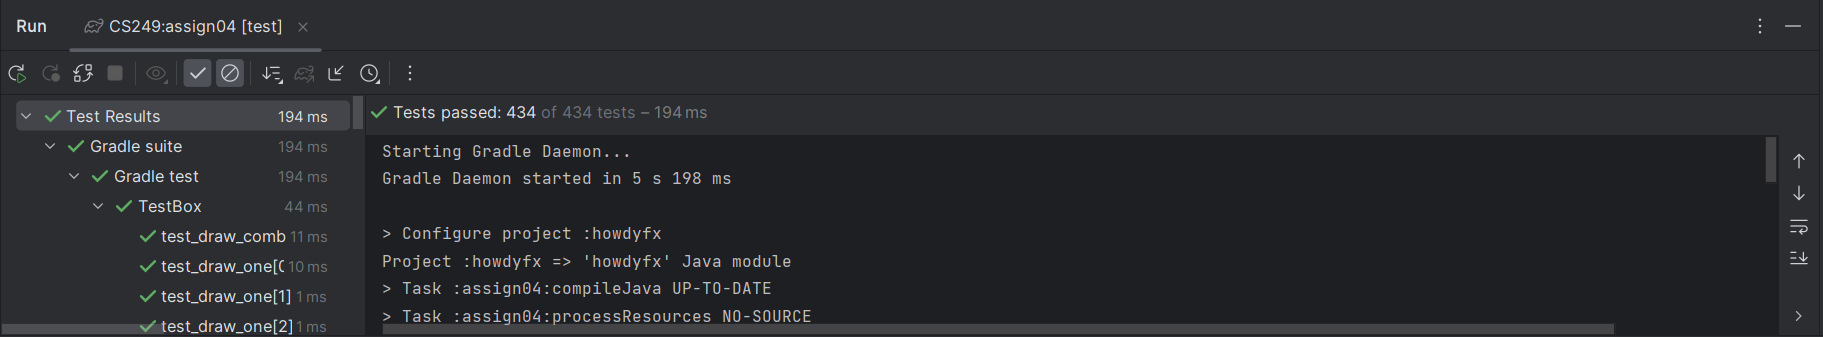 Run CS249:assign04 [test]
Test Results 194 ms
Gradle suite 194 ms
Gradle test 194 ms
TestBox 44 ms
test_draw_comb 11 ms
test_draw_one[0 10 ms
test_draw_one[1] 1 ms
test_draw_one[2] 1 ms
Tests passed: 434 of 434 tests – 194 ms
Starting Gradle Daemon...
Gradle Daemon started in 5 s 198 ms
> Configure project :howdyfx
Project :howdyfx => 'howdyfx' Java module
> Task :assign04:compileJava UP-TO-DATE
> Task :assign04:processResources NO-SOURCE